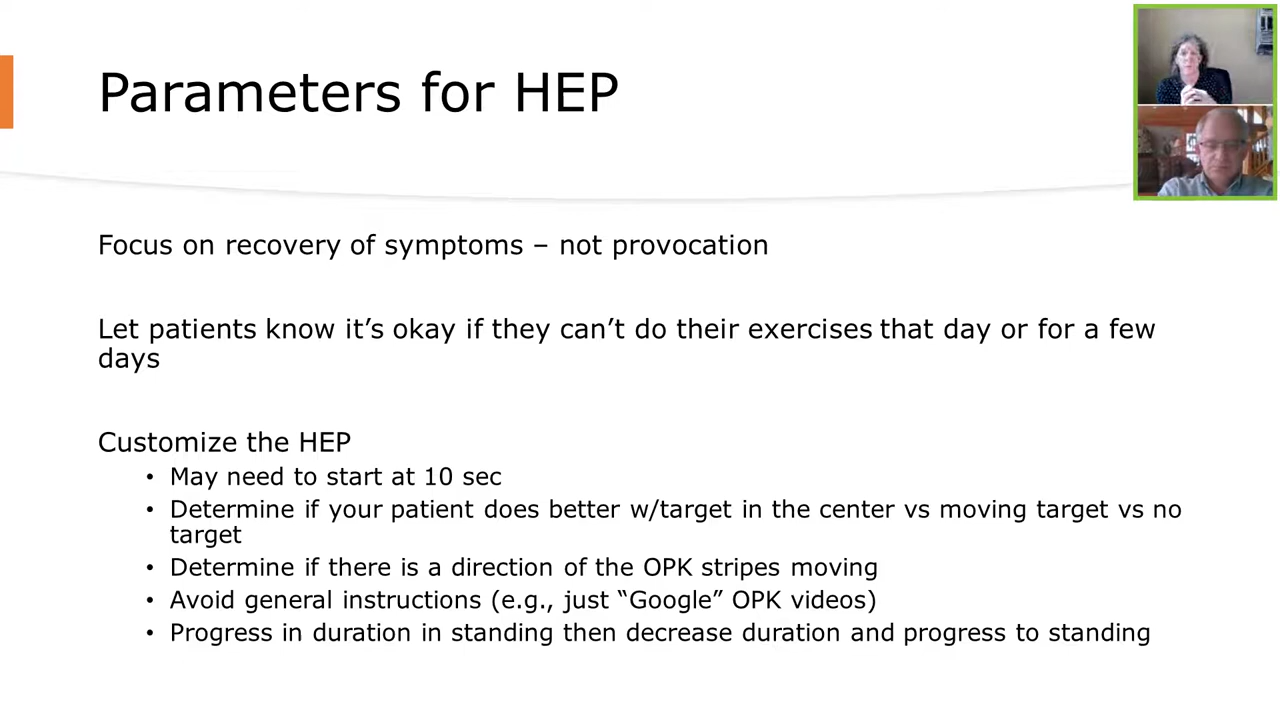 Parameters for HEP
Focus on recovery of symptoms – not provocation
Let patients know it’s okay if they can’t do their exercises that day or for a few
days
Customize the HEP
• May need to start at 10 sec
• Determine if your patient does better w/target in the center vs moving target vs no
target
• Determine if there is a direction of the OPK stripes moving
• Avoid general instructions (e.g., just “Google” OPK videos)
• Progress in duration in standing then decrease duration and progress to standing